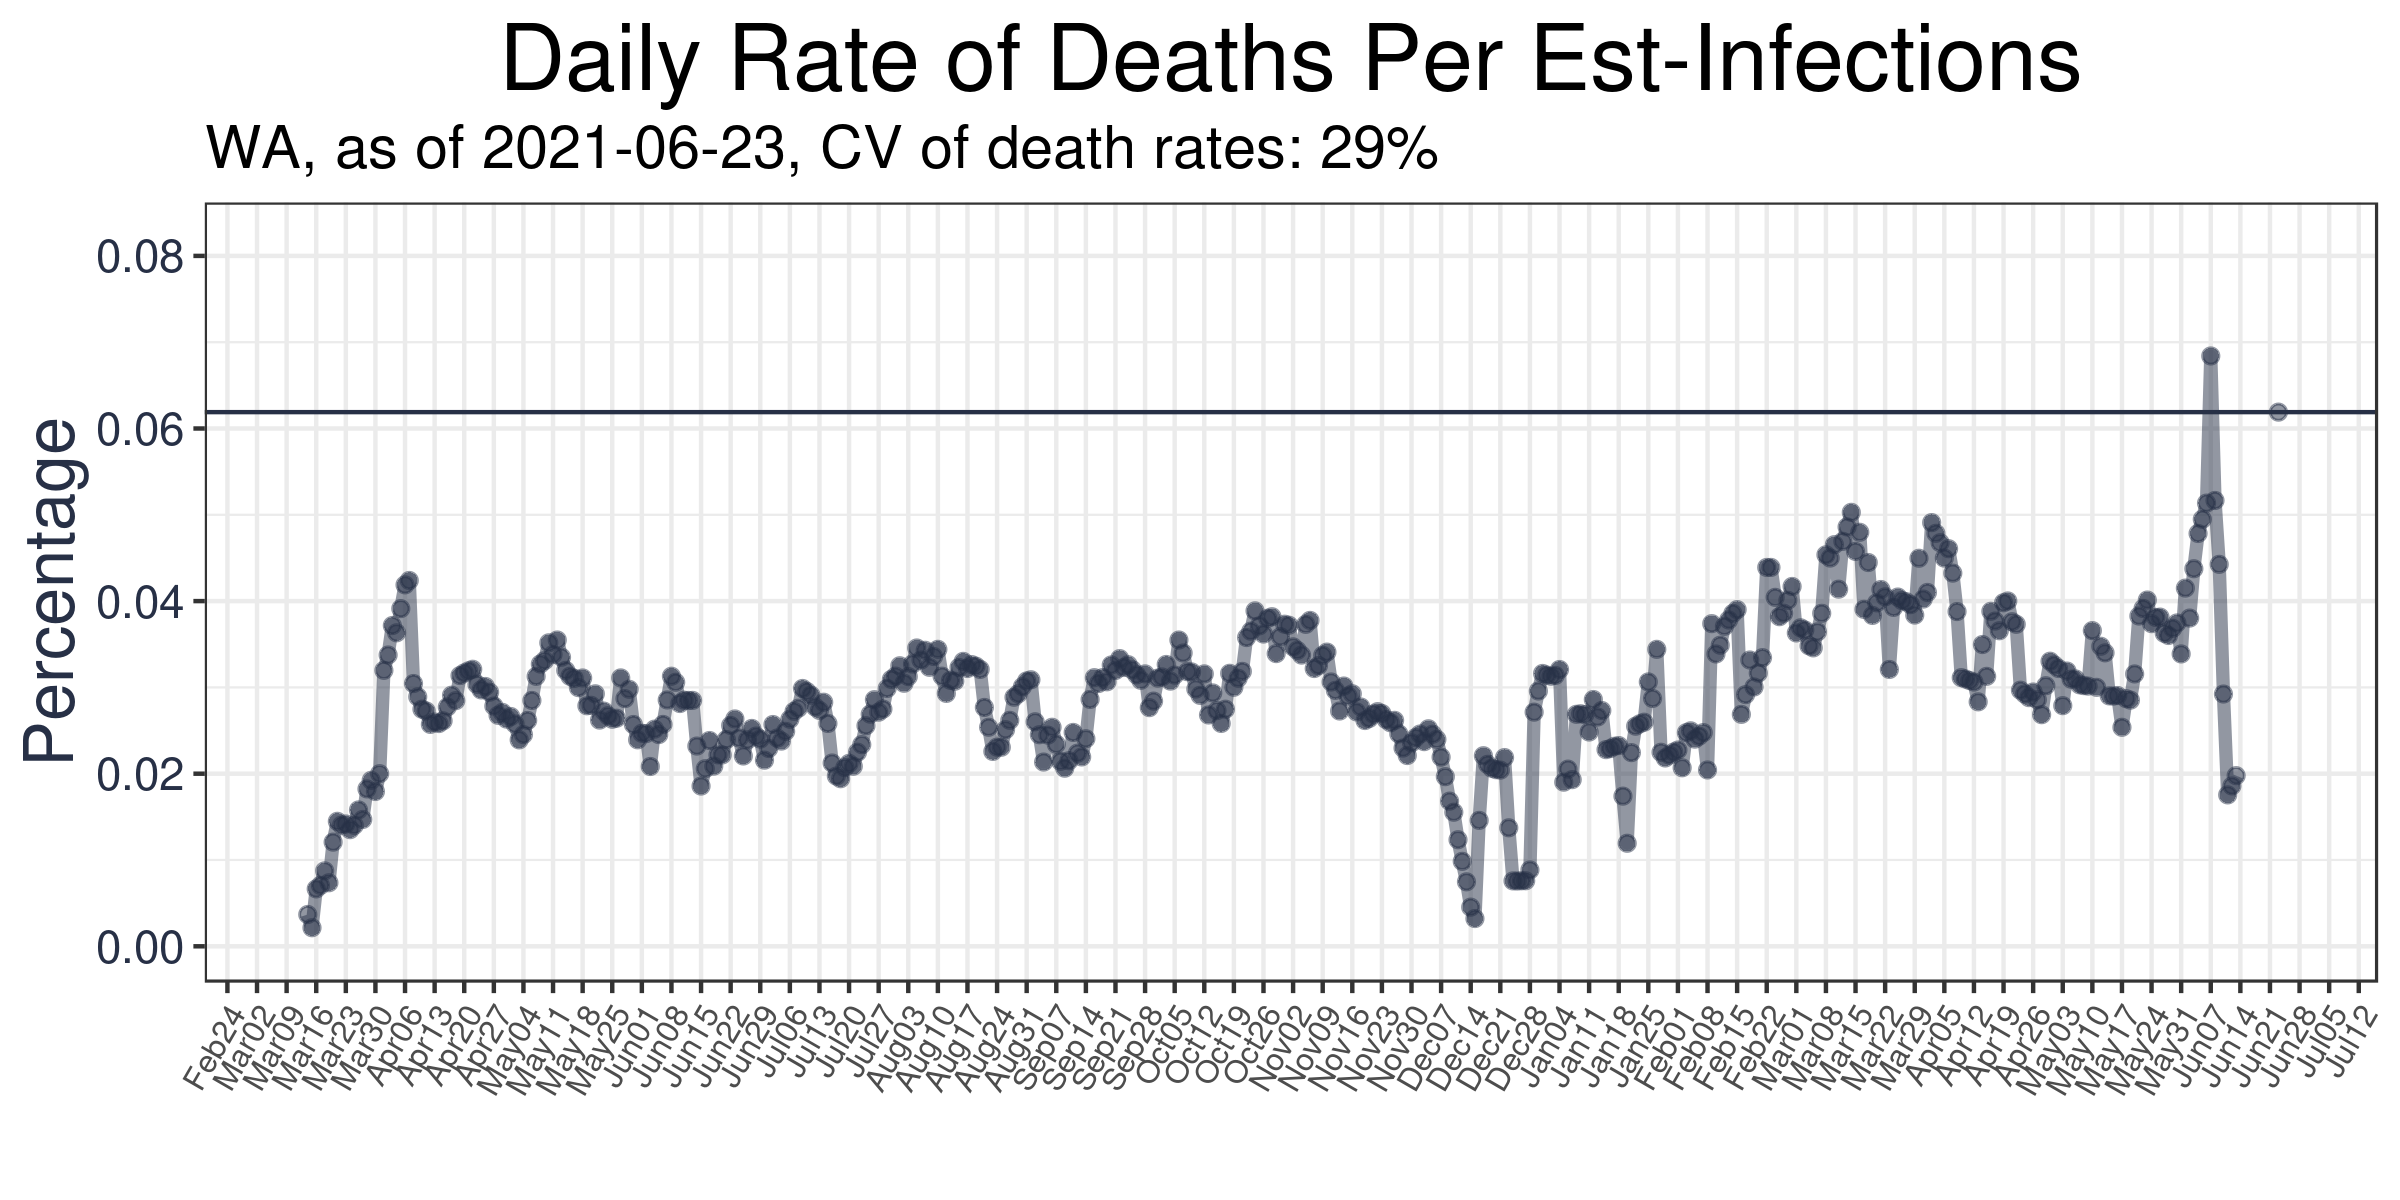 Daily Rate of Deaths Per Est-Infections
WA, as of 2021-06-23, CV of death rates: 29%
Percentage
0.08
0.06
0.04
0.02
0.00
Feb24
Mar02
Mar09
Mar16
Mar23
Mar30
Apr06
Apr13
Apr20
Apr27
May04
May11
May18
May25
Jun01
Jun08
Jun15
Jun22
Jun29
Jul06
Jul13
Jul20
Jul27
Aug03
Aug10
Aug17
Aug24
Aug31
Sep07
Sep14
Sep21
Sep28
Oct05
Oct12
Oct19
Oct26
Nov02
Nov09
Nov16
Nov23
Nov30
Dec07
Dec14
Dec21
Dec28
Jan04
Jan11
Jan18
Jan25
Feb01
Feb08
Feb15
Feb22
Mar01
Mar08
Mar15
Mar22
Mar29
Apr05
Apr12
Apr19
Apr26
May03
May10
May17
May24
May31
Jun07
Jun14
Jun21
Jun28
Jul05
Jul12